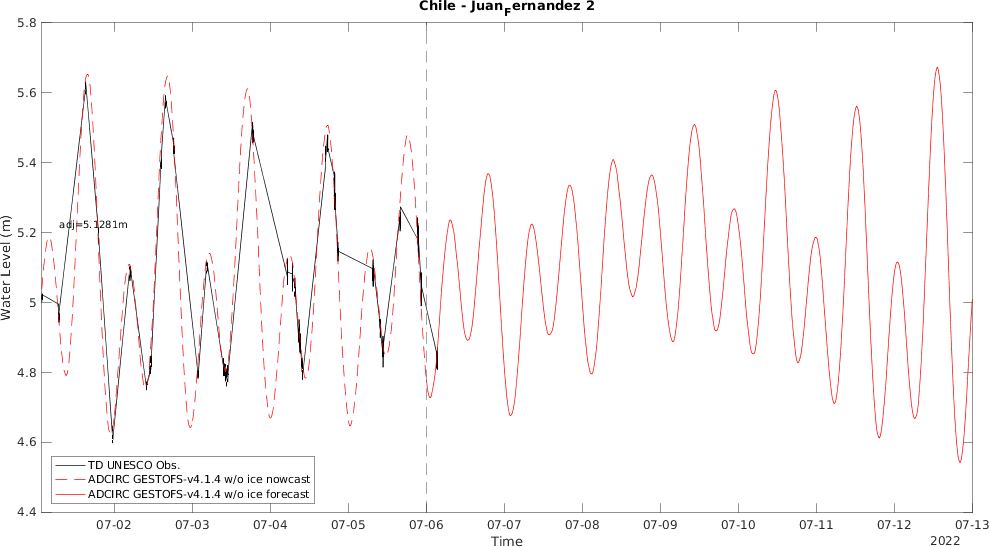 Chile - Juan_Fernandez 2
5.8
5.6
5.4
5.2
5
4.8
4.6
4.4
Water Level (m)
adj=5.1281m
TD UNESCO Obs.
ADCIRC GESTOFS-v4.1.4 w/o ice nowcast
ADCIRC GESTOFS-v4.1.4 w/o ice forecast
07-02 07-03 07-04 07-05 07-06 07-07 07-08 07-09 07-10 07-11 07-12 07-13
Time
2022